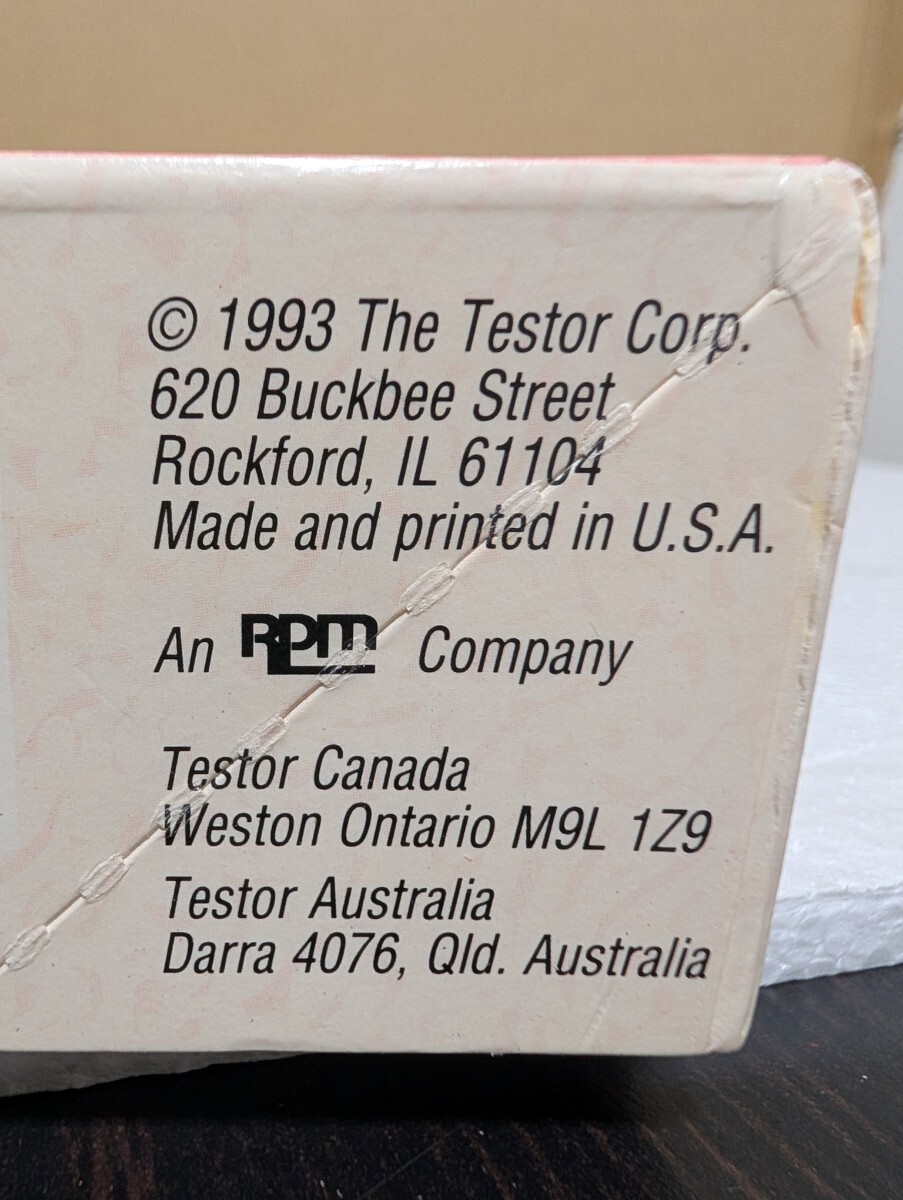 © 1993 The Testor Corp.
620 Buckbee Street
Rockford, IL 61104
Made and printed in U.S.A.
An RPM Company
Testor Canada
Weston Ontario M9L 1Z9
Testor Australia
Darra 4076, Qld. Australia